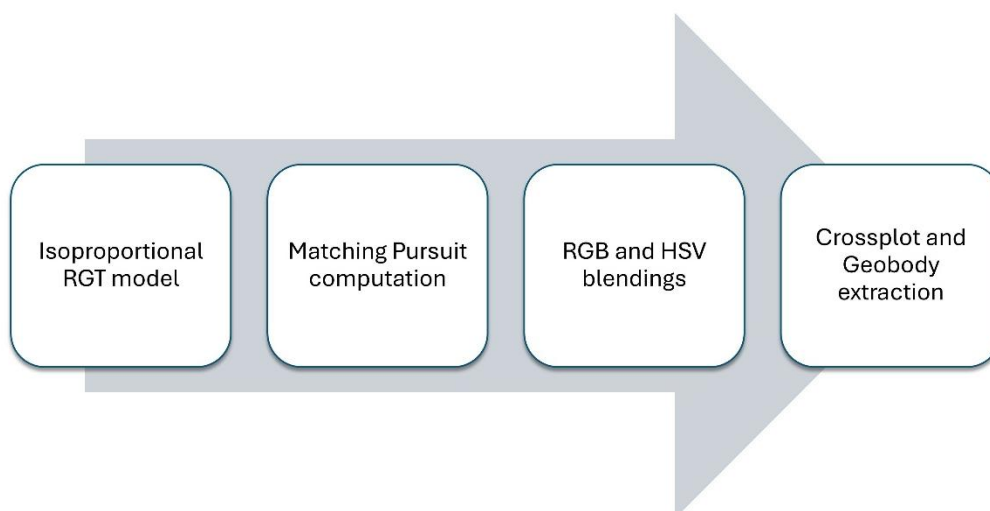 Isoproportional
RGT model
Matching Pursuit
computation
RGB and HSV
blendings
Crossplot and
Geobody
extraction